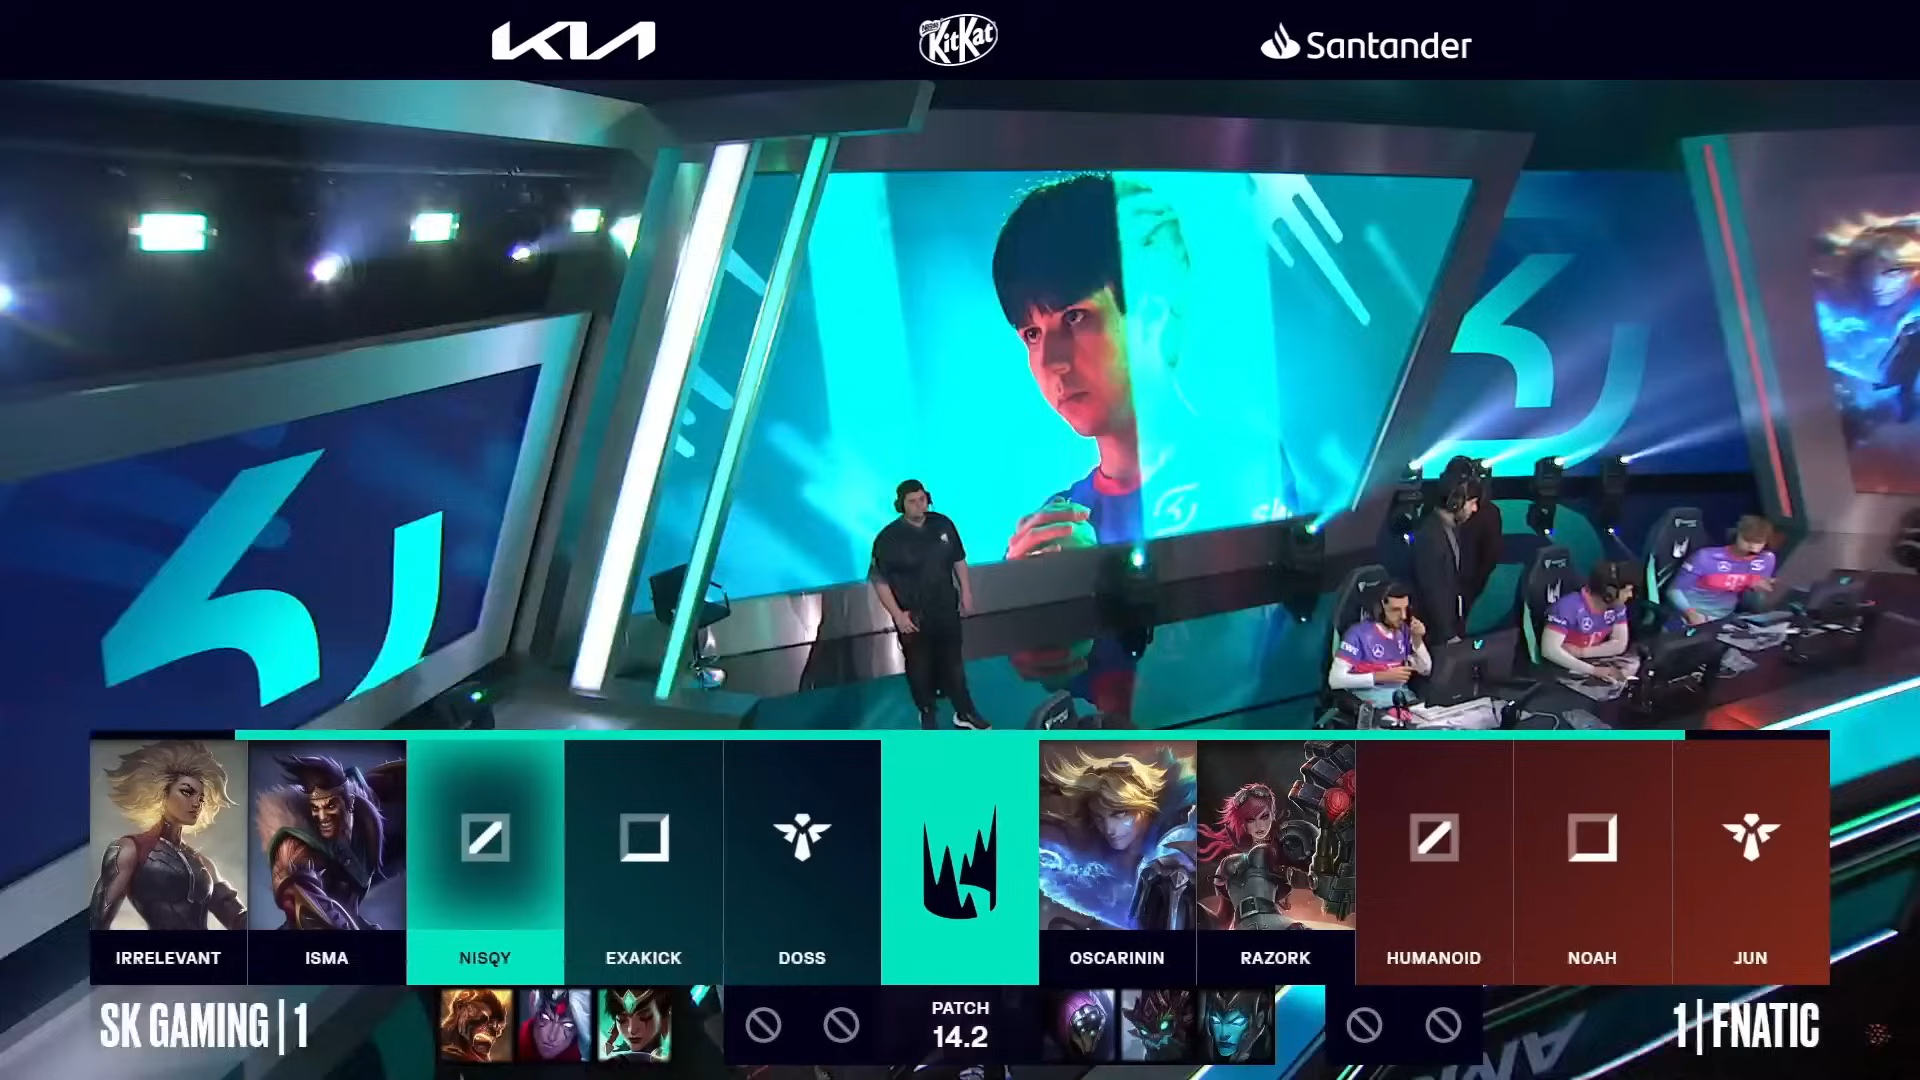 KIA
KitKat
Santander
IRRELEVANT
ISMA
NISQY
EXAKICK
DOSS
OSCARININ
RAZORK
HUMANOID
NOAH
JUN
SK GAMING | 1
PATCH
14.2
1 | FNATIC